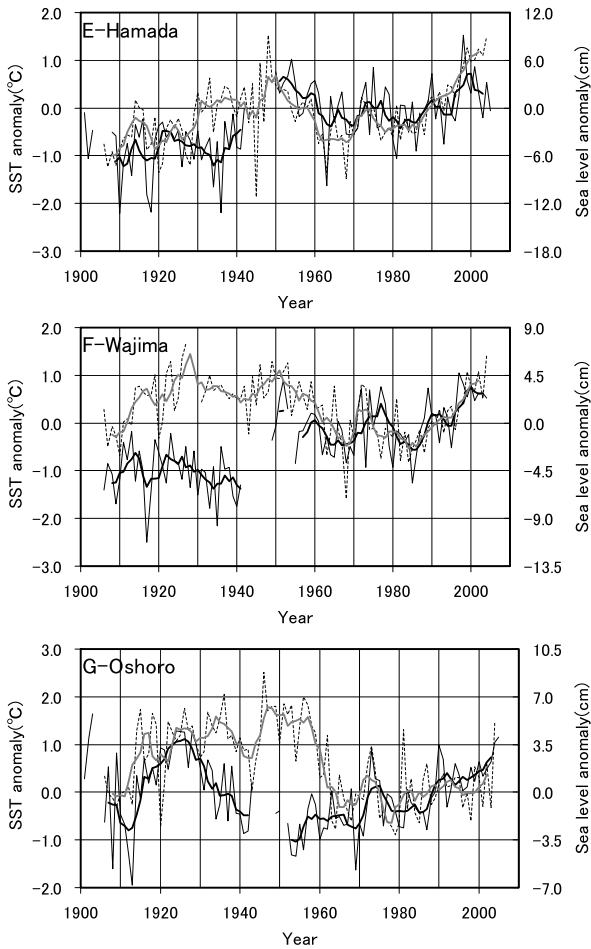 E-Hamada
2.0
1.0
0.0
-1.0
-2.0
-3.0
SST anomaly(℃)
12.0
6.0
0.0
-6.0
-12.0
-18.0
Sea level anomaly(cm)
1900 1920 1940 1960 1980 2000
Year
F-Wajima
2.0
1.0
0.0
-1.0
-2.0
-3.0
SST anomaly(℃)
9.0
4.5
0.0
-4.5
-9.0
-13.5
Sea level anomaly(cm)
1900 1920 1940 1960 1980 2000
Year
G-Oshoro
3.0
2.0
1.0
0.0
-1.0
-2.0
SST anomaly(℃)
10.5
7.0
3.5
0.0
-3.5
-7.0
Sea level anomaly(cm)
1900 1920 1940 1960 1980 2000
Year